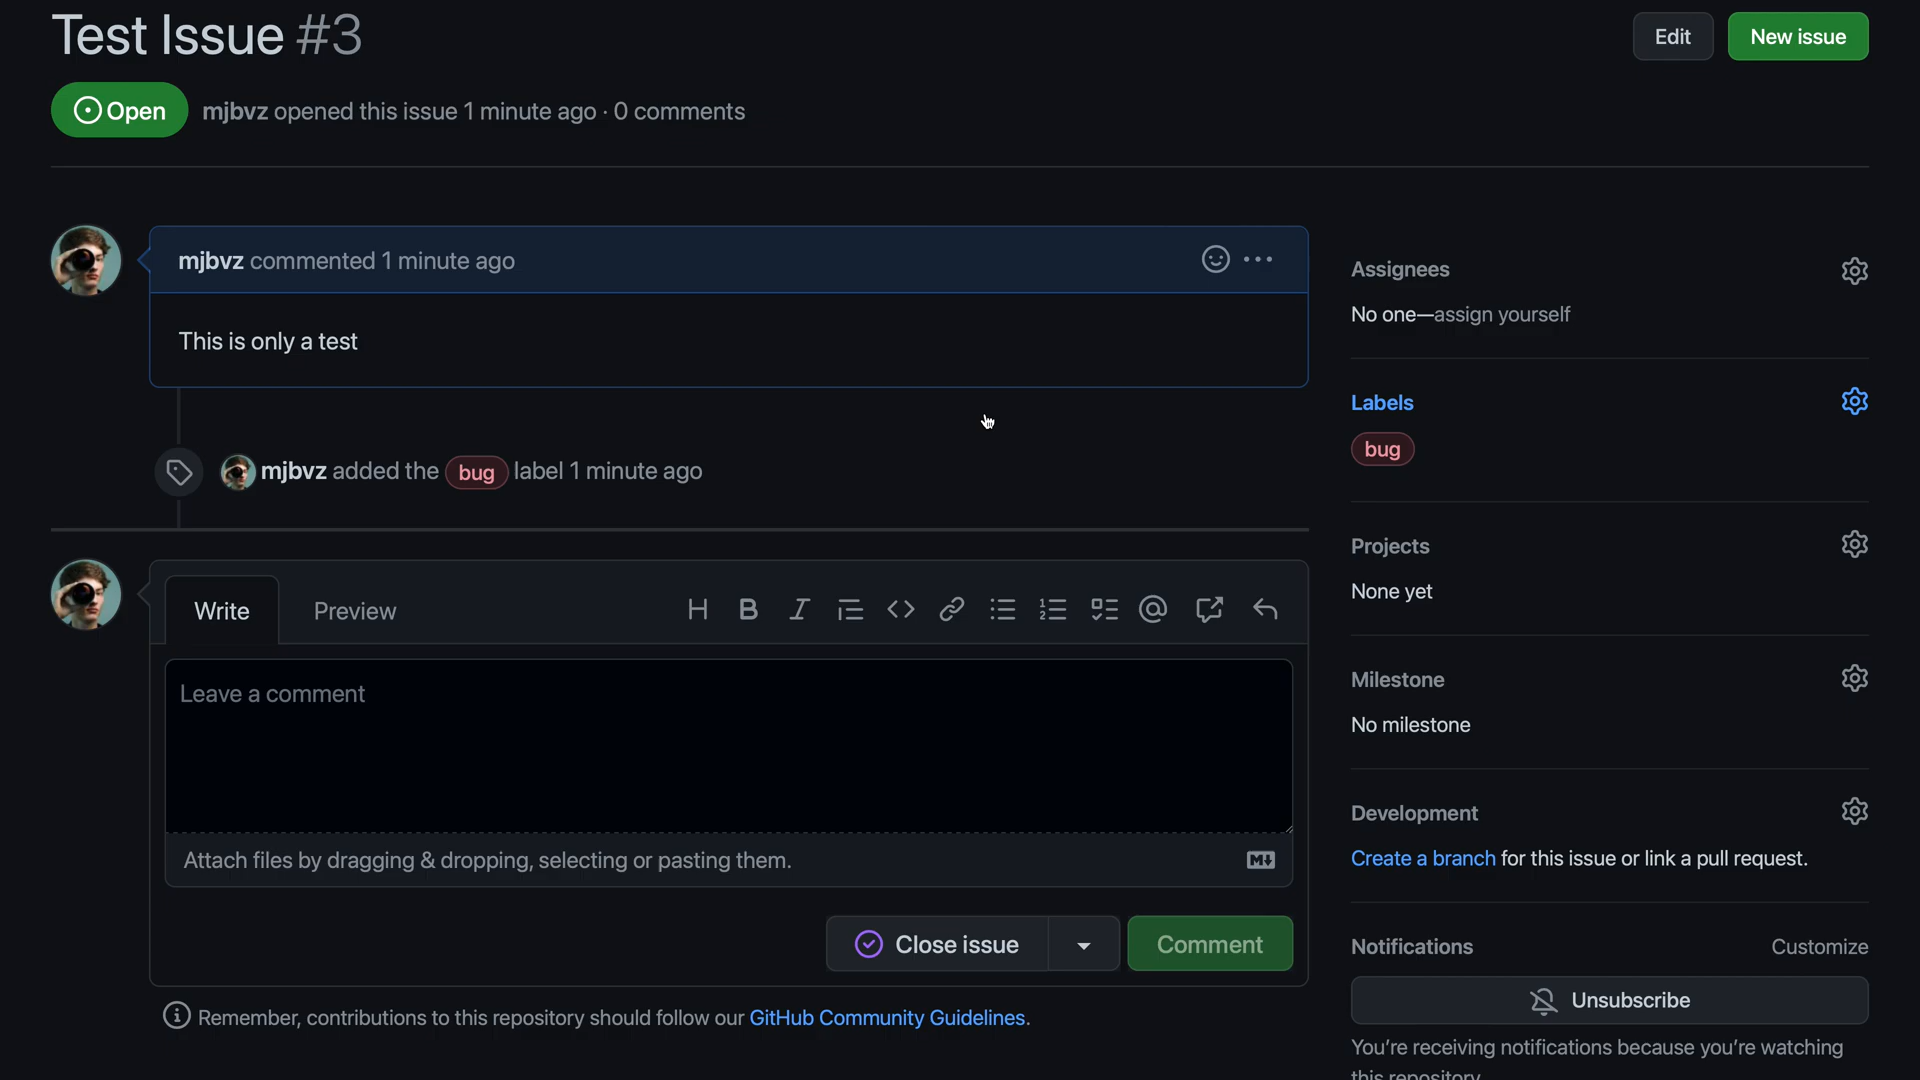 Test Issue #3
Edit
New issue
Open
mjbvz opened this issue 1 minute ago · 0 comments
mjbvz commented 1 minute ago
This is only a test
mjbvz added the bug label 1 minute ago
Write
Preview
Leave a comment
Attach files by dragging & dropping, selecting or pasting them.
Close issue
Comment
Remember, contributions to this repository should follow our GitHub Community Guidelines.
Assignees
No one—assign yourself
Labels
bug
Projects
None yet
Milestone
No milestone
Development
Create a branch for this issue or link a pull request.
Notifications
Customize
Unsubscribe
You're receiving notifications because you're watching
this repository.